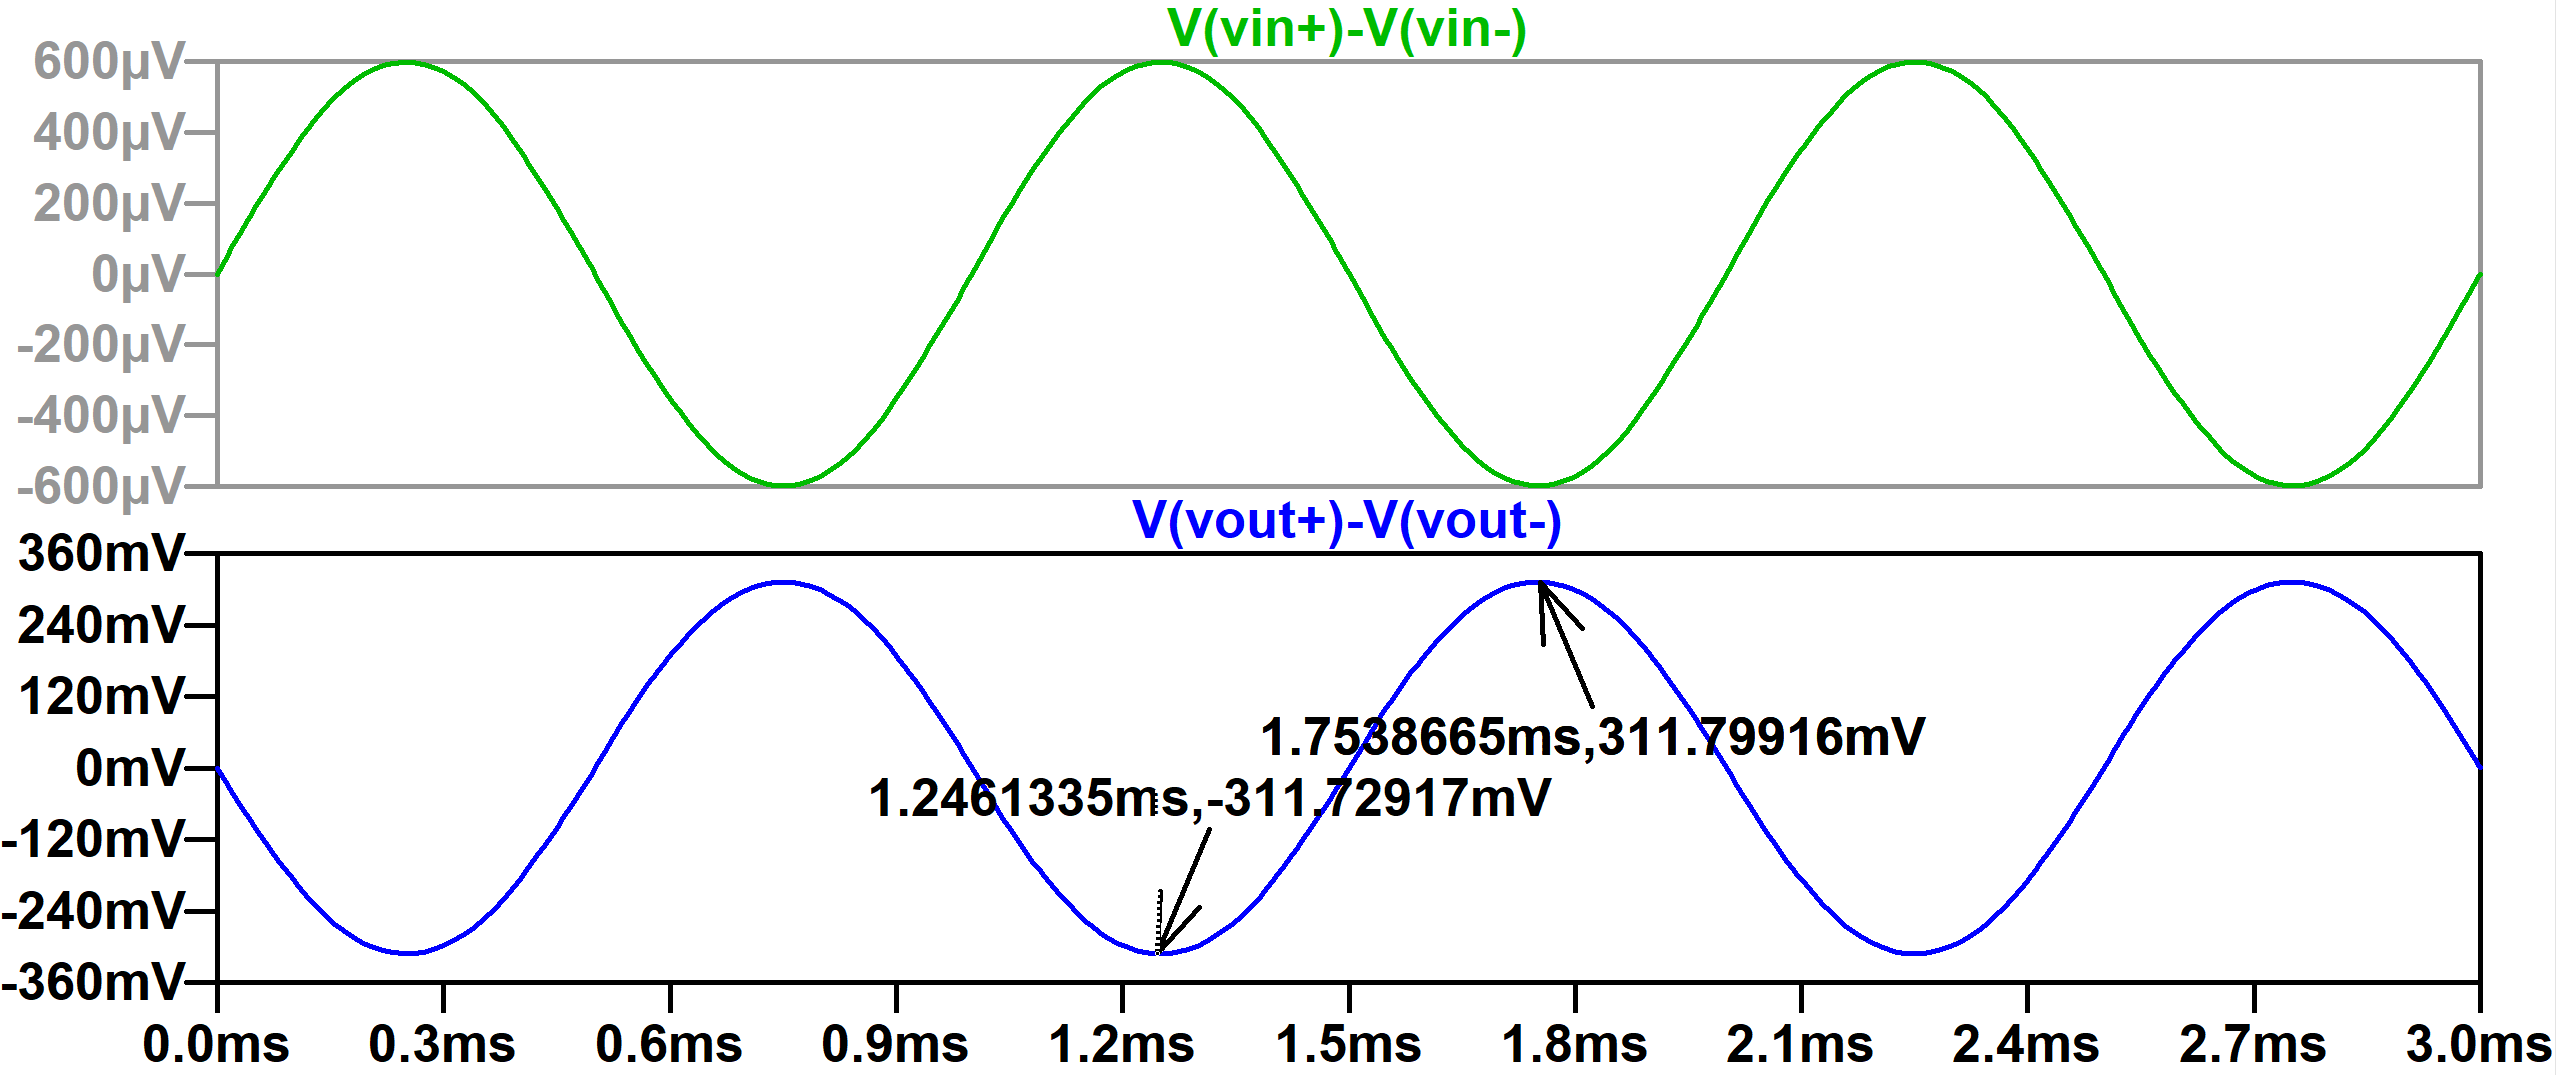 V(vin+)-V(vin-)
600µV
400µV
200µV
0µV
-200µV
-400µV
-600µV
V(vout+)-V(vout-)
360mV
240mV
120mV
0mV
-120mV
-240mV
-360mV
1.7538665ms,311.79916mV
1.2461335ms,-311.72917mV
0.0ms 0.3ms 0.6ms 0.9ms 1.2ms 1.5ms 1.8ms 2.1ms 2.4ms 2.7ms 3.0ms